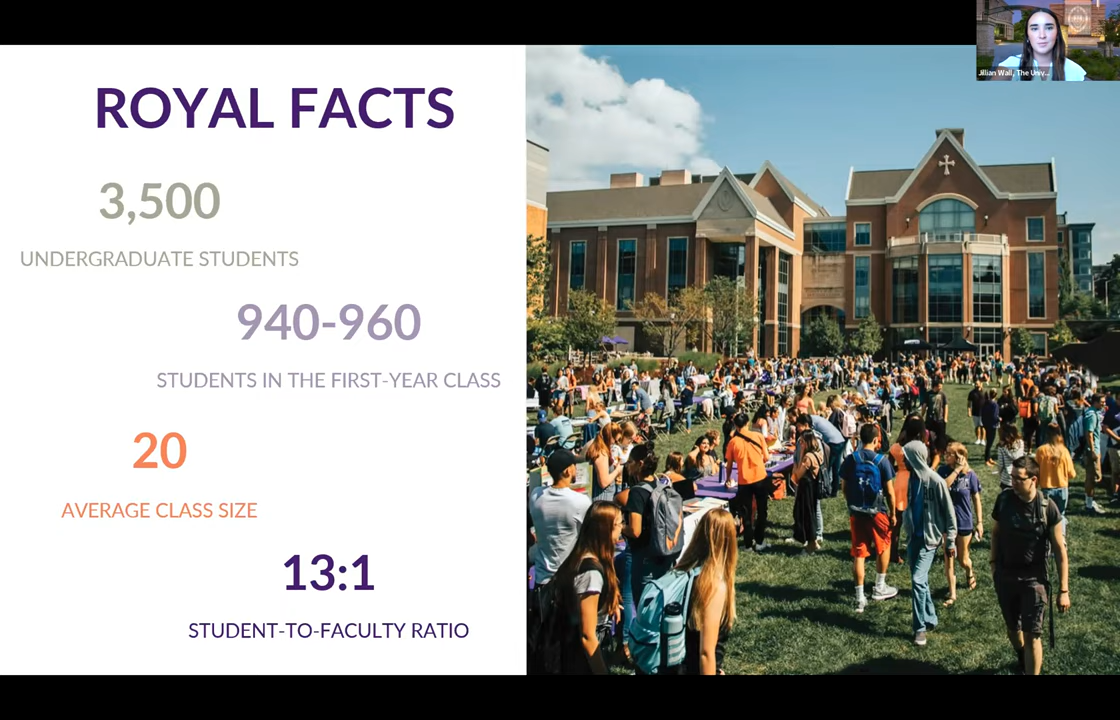 ROYAL FACTS
3,500
UNDERGRADUATE STUDENTS
940-960
STUDENTS IN THE FIRST-YEAR CLASS
20
AVERAGE CLASS SIZE
13:1
STUDENT-TO-FACULTY RATIO
Jillian Wall, The Univ...